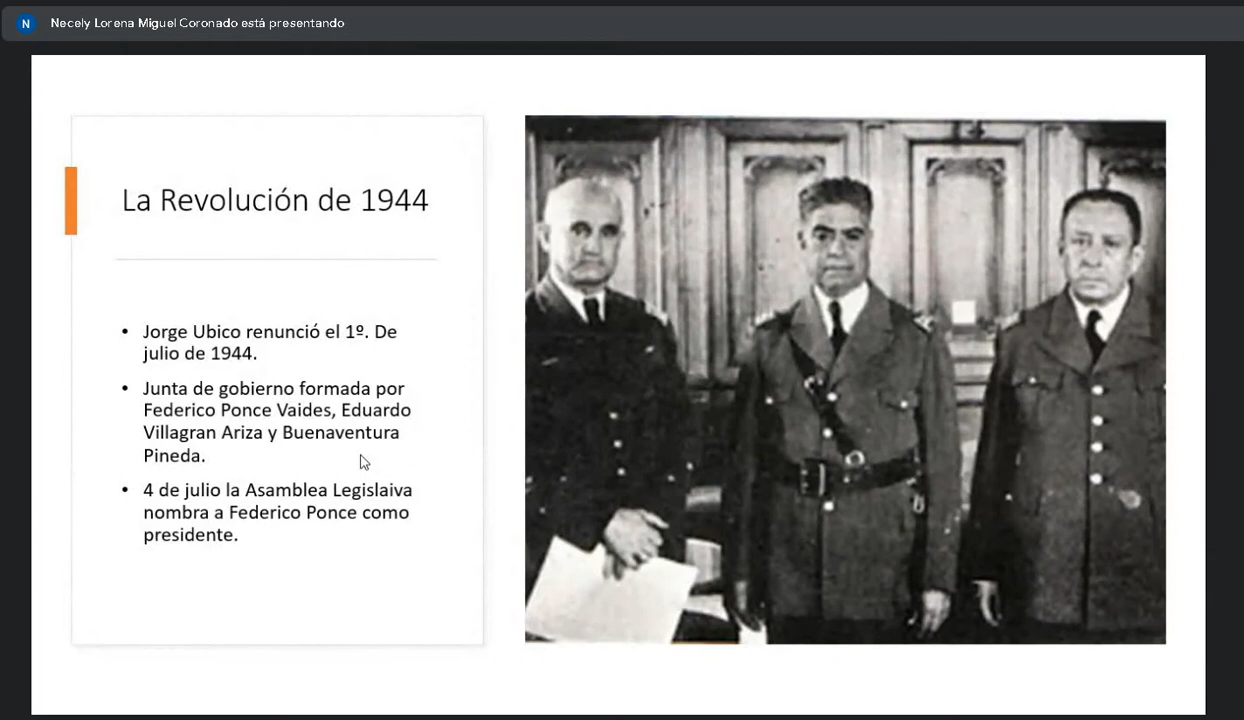 N Necely Lorena Miguel Coronado está presentando
La Revolución de 1944
• Jorge Ubico renunció el 1º. De
julio de 1944.
• Junta de gobierno formada por
Federico Ponce Vaides, Eduardo
Villagran Ariza y Buenaventura
Pineda.
• 4 de julio la Asamblea Legislaiva
nombra a Federico Ponce como
presidente.